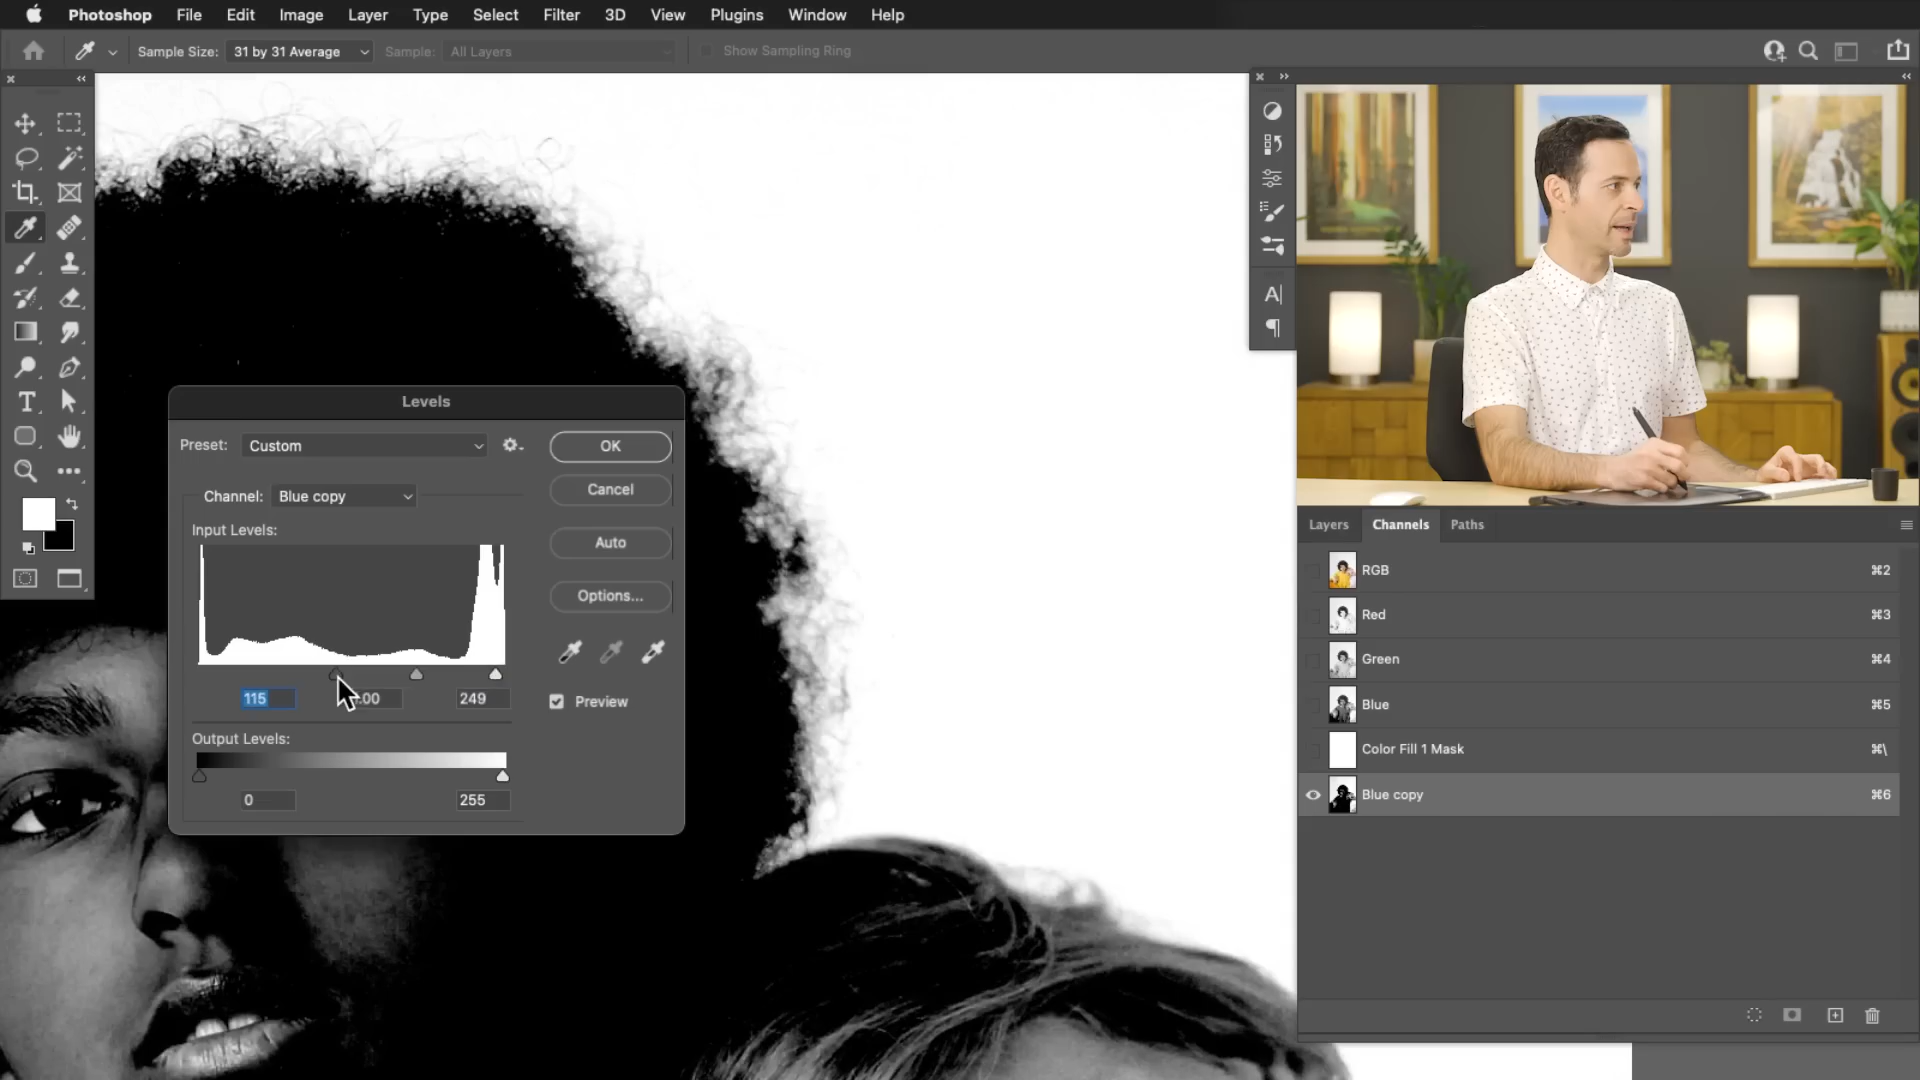 Photoshop File Edit Image Layer Type Select Filter 3D View Plugins Window Help
Sample Size: 31 by 31 Average Sample: All Layers Show Sampling Ring
Levels
Preset: Custom OK
Cancel
Channel: Blue copy
Input Levels:
Auto
Options...
115 .00 249
Preview
Output Levels:
0 255
Layers Channels Paths
RGB ⌘2
Red ⌘3
Green ⌘4
Blue ⌘5
Color Fill 1 Mask ⌘\
Blue copy ⌘6